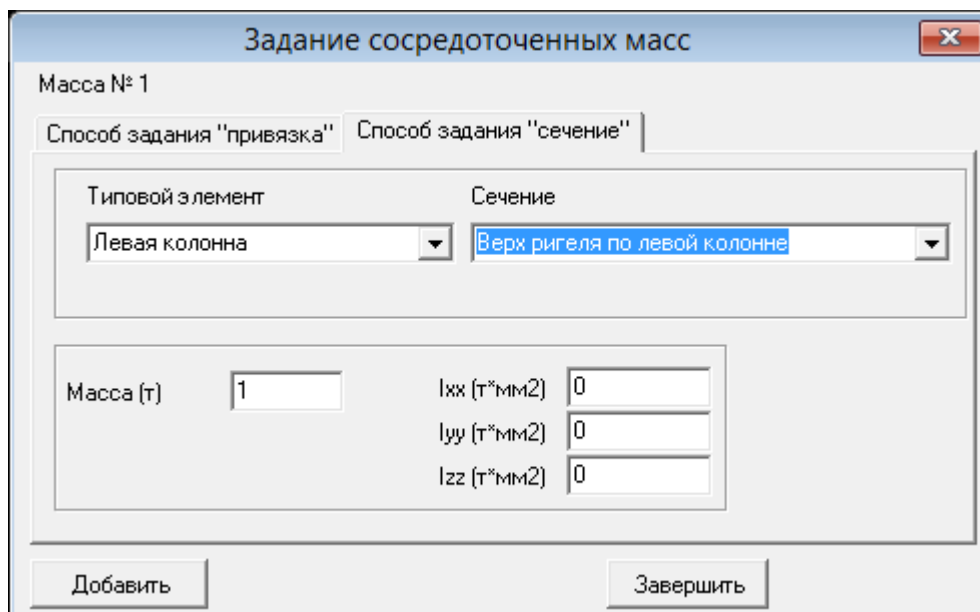 Задание сосредоточенных масс
Масса № 1
Способ задания "привязка" Способ задания "сечение"
Типовой элемент Сечение
Левая колонна Верх ригеля по левой колонне
Масса (т) 1 Ixx (т*мм2) 0
Iyy (т*мм2) 0
Izz (т*мм2) 0
Добавить Завершить